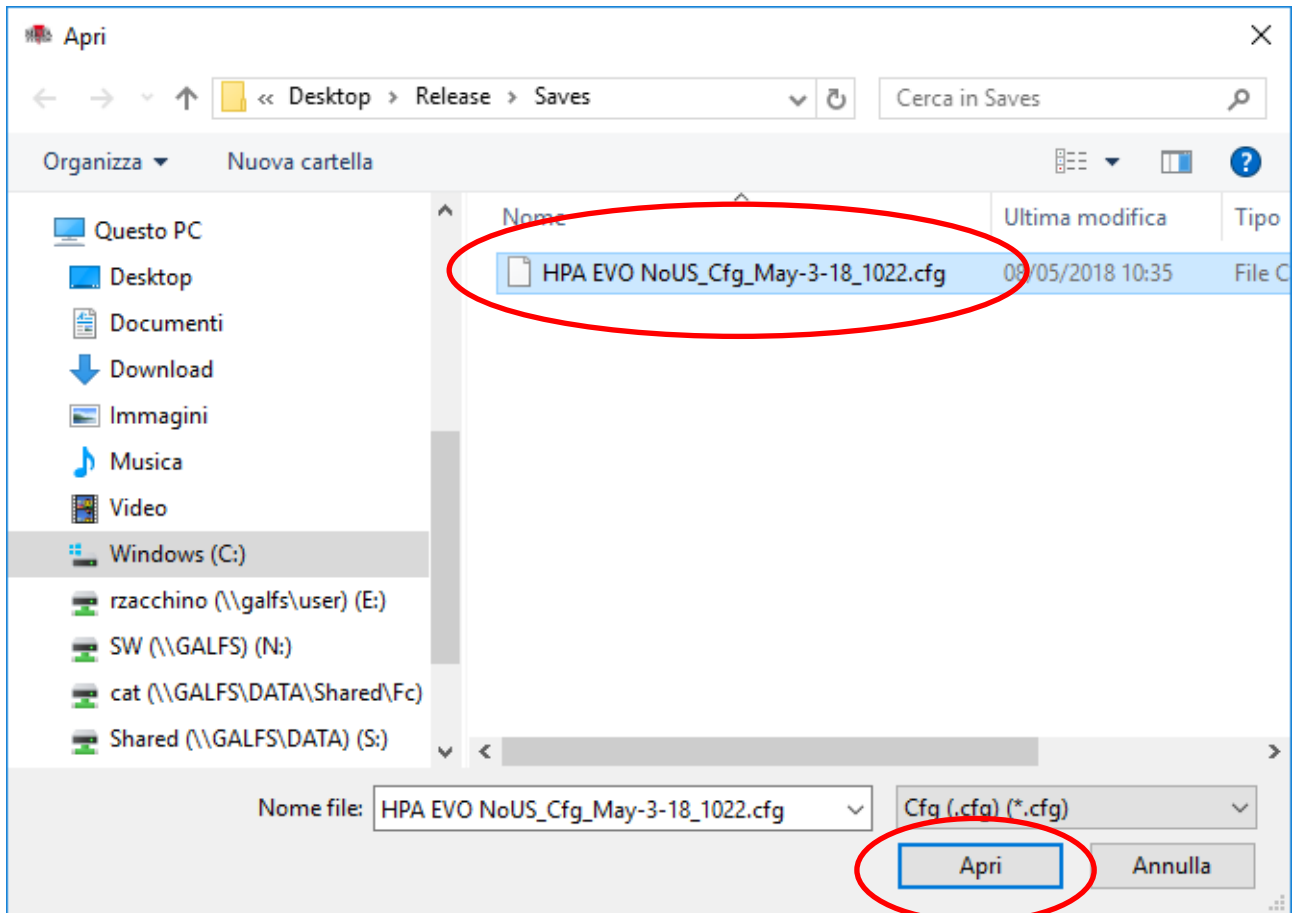 Apri
« Desktop > Release > Saves
Cerca in Saves
Organizza
Nuova cartella
Nome
Ultima modifica
Tipo
Questo PC
Desktop
Documenti
Download
Immagini
Musica
Video
Windows (C:)
rzacchino (\\galfs\user) (E:)
SW (\\GALFS) (N:)
cat (\\GALFS\DATA\Shared\Fc)
Shared (\\GALFS\DATA) (S:)
HPA EVO NoUS_Cfg_May-3-18_1022.cfg
08/05/2018 10:35
File C
Nome file:
HPA EVO NoUS_Cfg_May-3-18_1022.cfg
Cfg (.cfg) (*.cfg)
Apri
Annulla